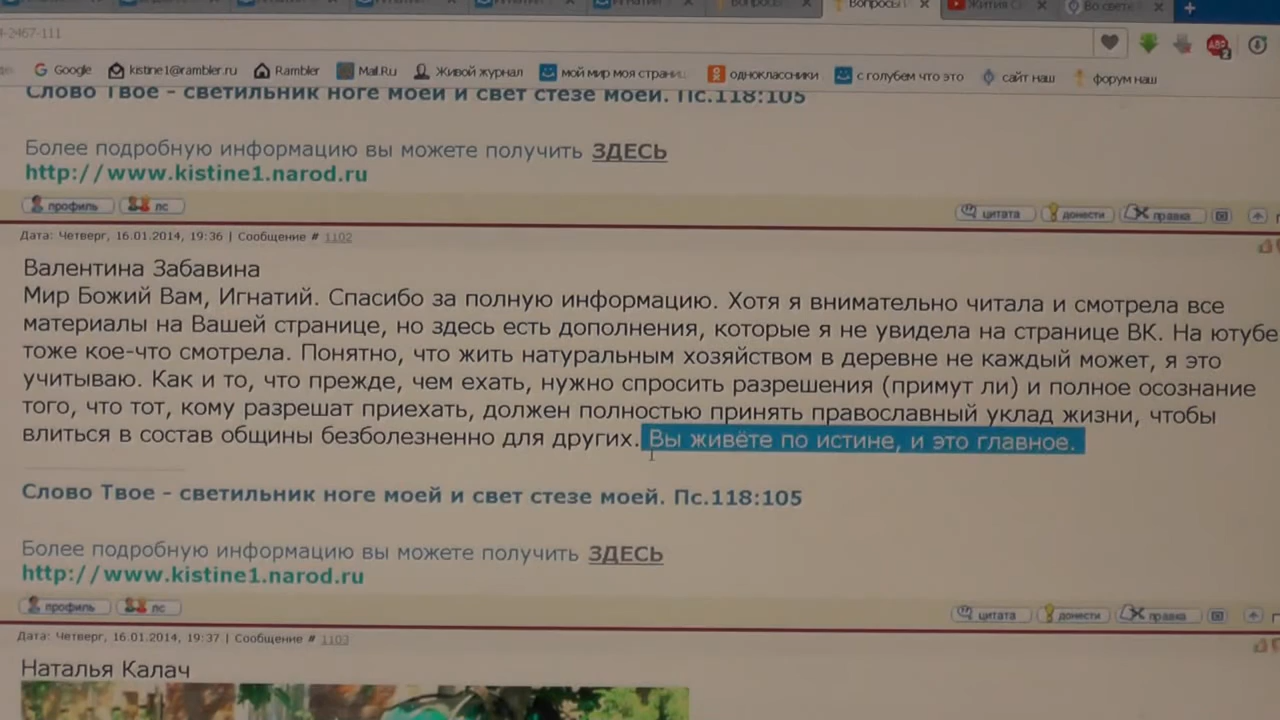 Вопросы
Вопросы
Жития С
Во свете
4-2467-111
Google kistine1@rambler.ru Rambler Mail.Ru Живой журнал мой мир моя страни одноклассники с голубем что это сайт наш форум наш
Слово Твое - светильник ноге моей и свет стезе моей. Пс.118:105
Более подробную информацию вы можете получить ЗДЕСЬ
http://www.kistine1.narod.ru
профиль лс цитата донести правка
Дата: Четверг, 16.01.2014, 19:36 | Сообщение # 1102
Валентина Забавина
Мир Божий Вам, Игнатий. Спасибо за полную информацию. Хотя я внимательно читала и смотрела все
материалы на Вашей странице, но здесь есть дополнения, которые я не увидела на странице ВК. На ютубе
тоже кое-что смотрела. Понятно, что жить натуральным хозяйством в деревне не каждый может, я это
учитываю. Как и то, что прежде, чем ехать, нужно спросить разрешения (примут ли) и полное осознание
того, что тот, кому разрешат приехать, должен полностью принять православный уклад жизни, чтобы
влиться в состав общины безболезненно для других. Вы живёте по истине, и это главное.
Слово Твое - светильник ноге моей и свет стезе моей. Пс.118:105
Более подробную информацию вы можете получить ЗДЕСЬ
http://www.kistine1.narod.ru
профиль лс цитата донести правка
Дата: Четверг, 16.01.2014, 19:37 | Сообщение # 1103
Наталья Калач